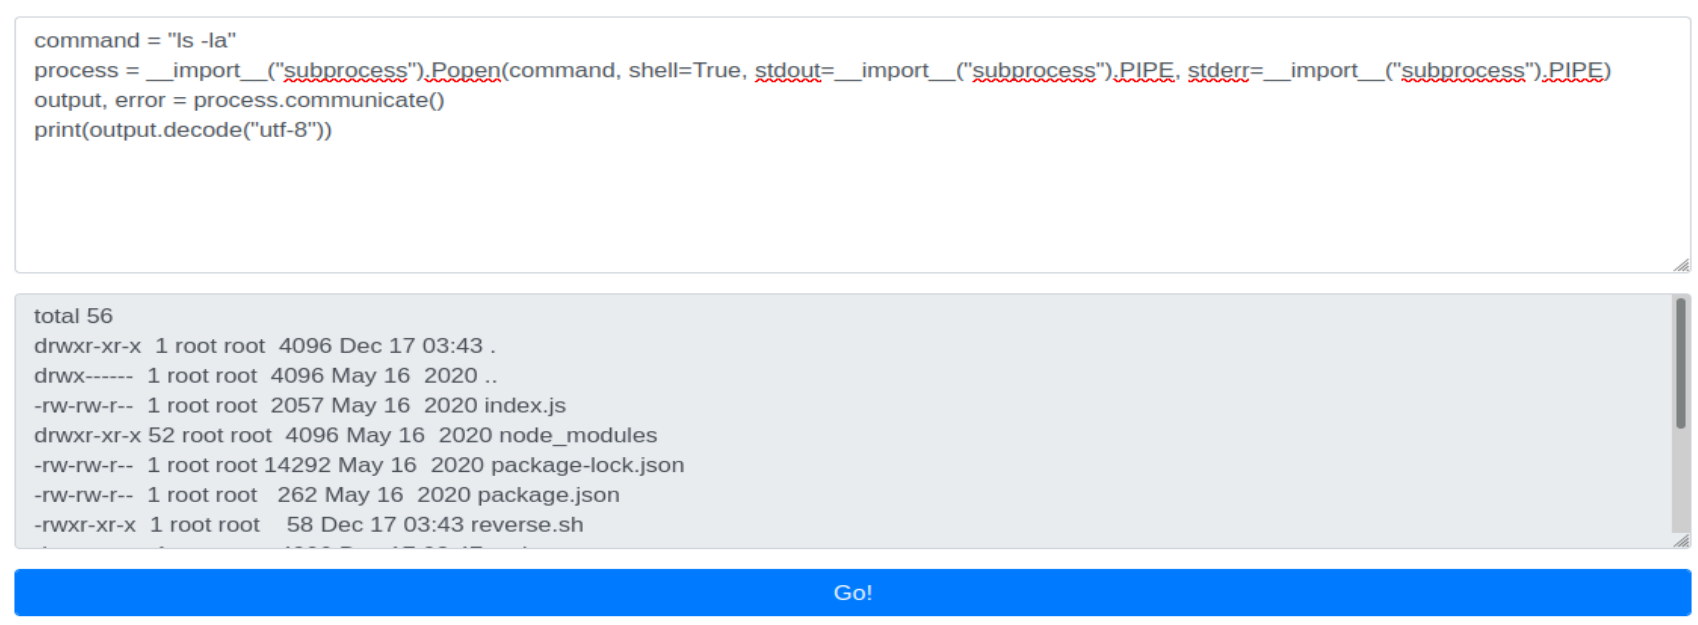 command = "ls -la"
process = __import__("subprocess").Popen(command, shell=True, stdout=__import__("subprocess").PIPE, stderr=__import__("subprocess").PIPE)
output, error = process.communicate()
print(output.decode("utf-8"))
total 56
drwxr-xr-x  1 root root  4096 Dec 17 03:43 .
drwx------  1 root root  4096 May 16  2020 ..
-rw-rw-r--  1 root root  2057 May 16  2020 index.js
drwxr-xr-x 52 root root  4096 May 16  2020 node_modules
-rw-rw-r--  1 root root 14292 May 16  2020 package-lock.json
-rw-rw-r--  1 root root   262 May 16  2020 package.json
-rwxr-xr-x  1 root root    58 Dec 17 03:43 reverse.sh
Go!